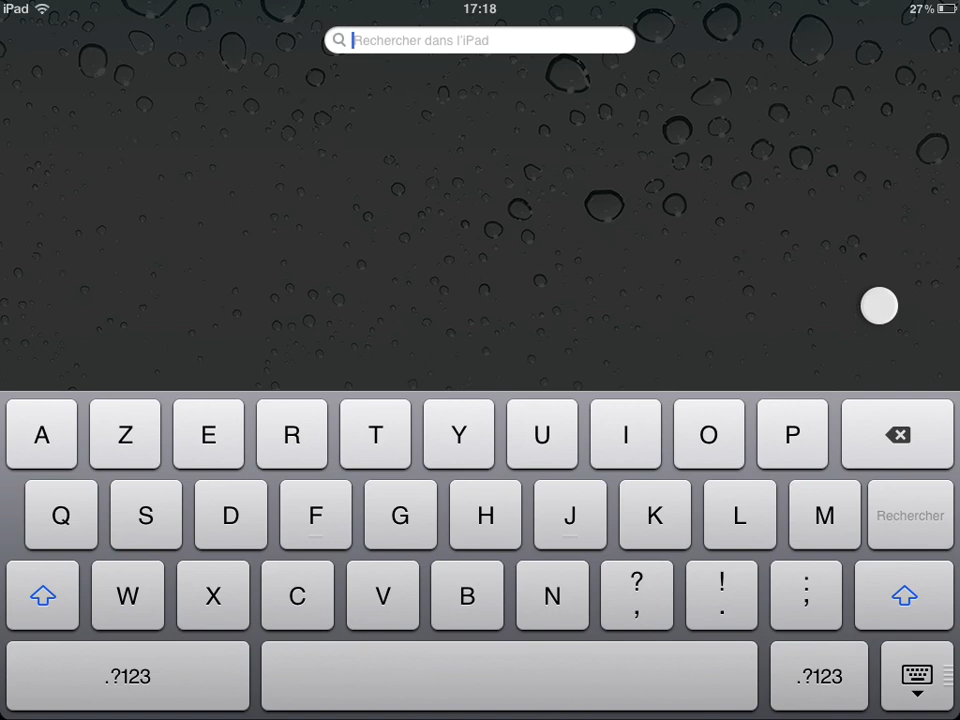 iPad 17:18 27%
Rechercher dans l'iPad
A Z E R T Y U I O P
Q S D F G H J K L M Rechercher
W X C V B N ? , ! . : ;
.?123 .?123